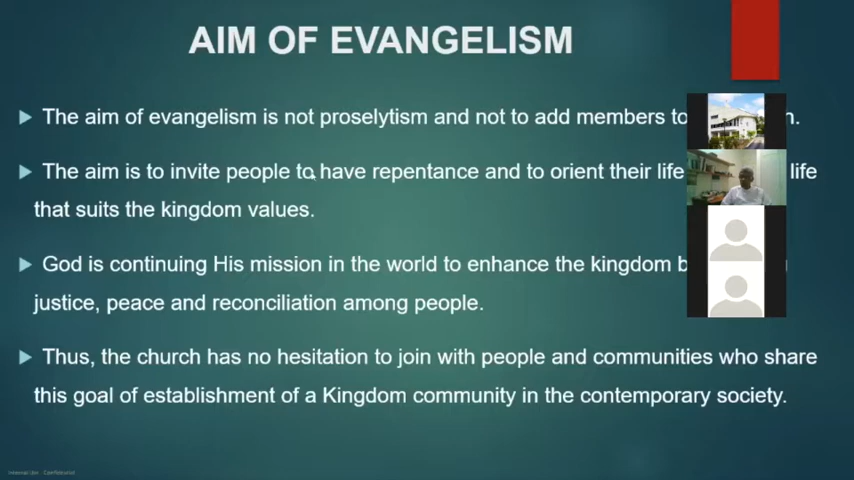 AIM OF EVANGELISM
The aim of evangelism is not proselytism and not to add members to
The aim is to invite people to have repentance and to orient their life life
that suits the kingdom values.
God is continuing His mission in the world to enhance the kingdom
justice, peace and reconciliation among people.
Thus, the church has no hesitation to join with people and communities who share
this goal of establishment of a Kingdom community in the contemporary society.
Internal Use - Confidential